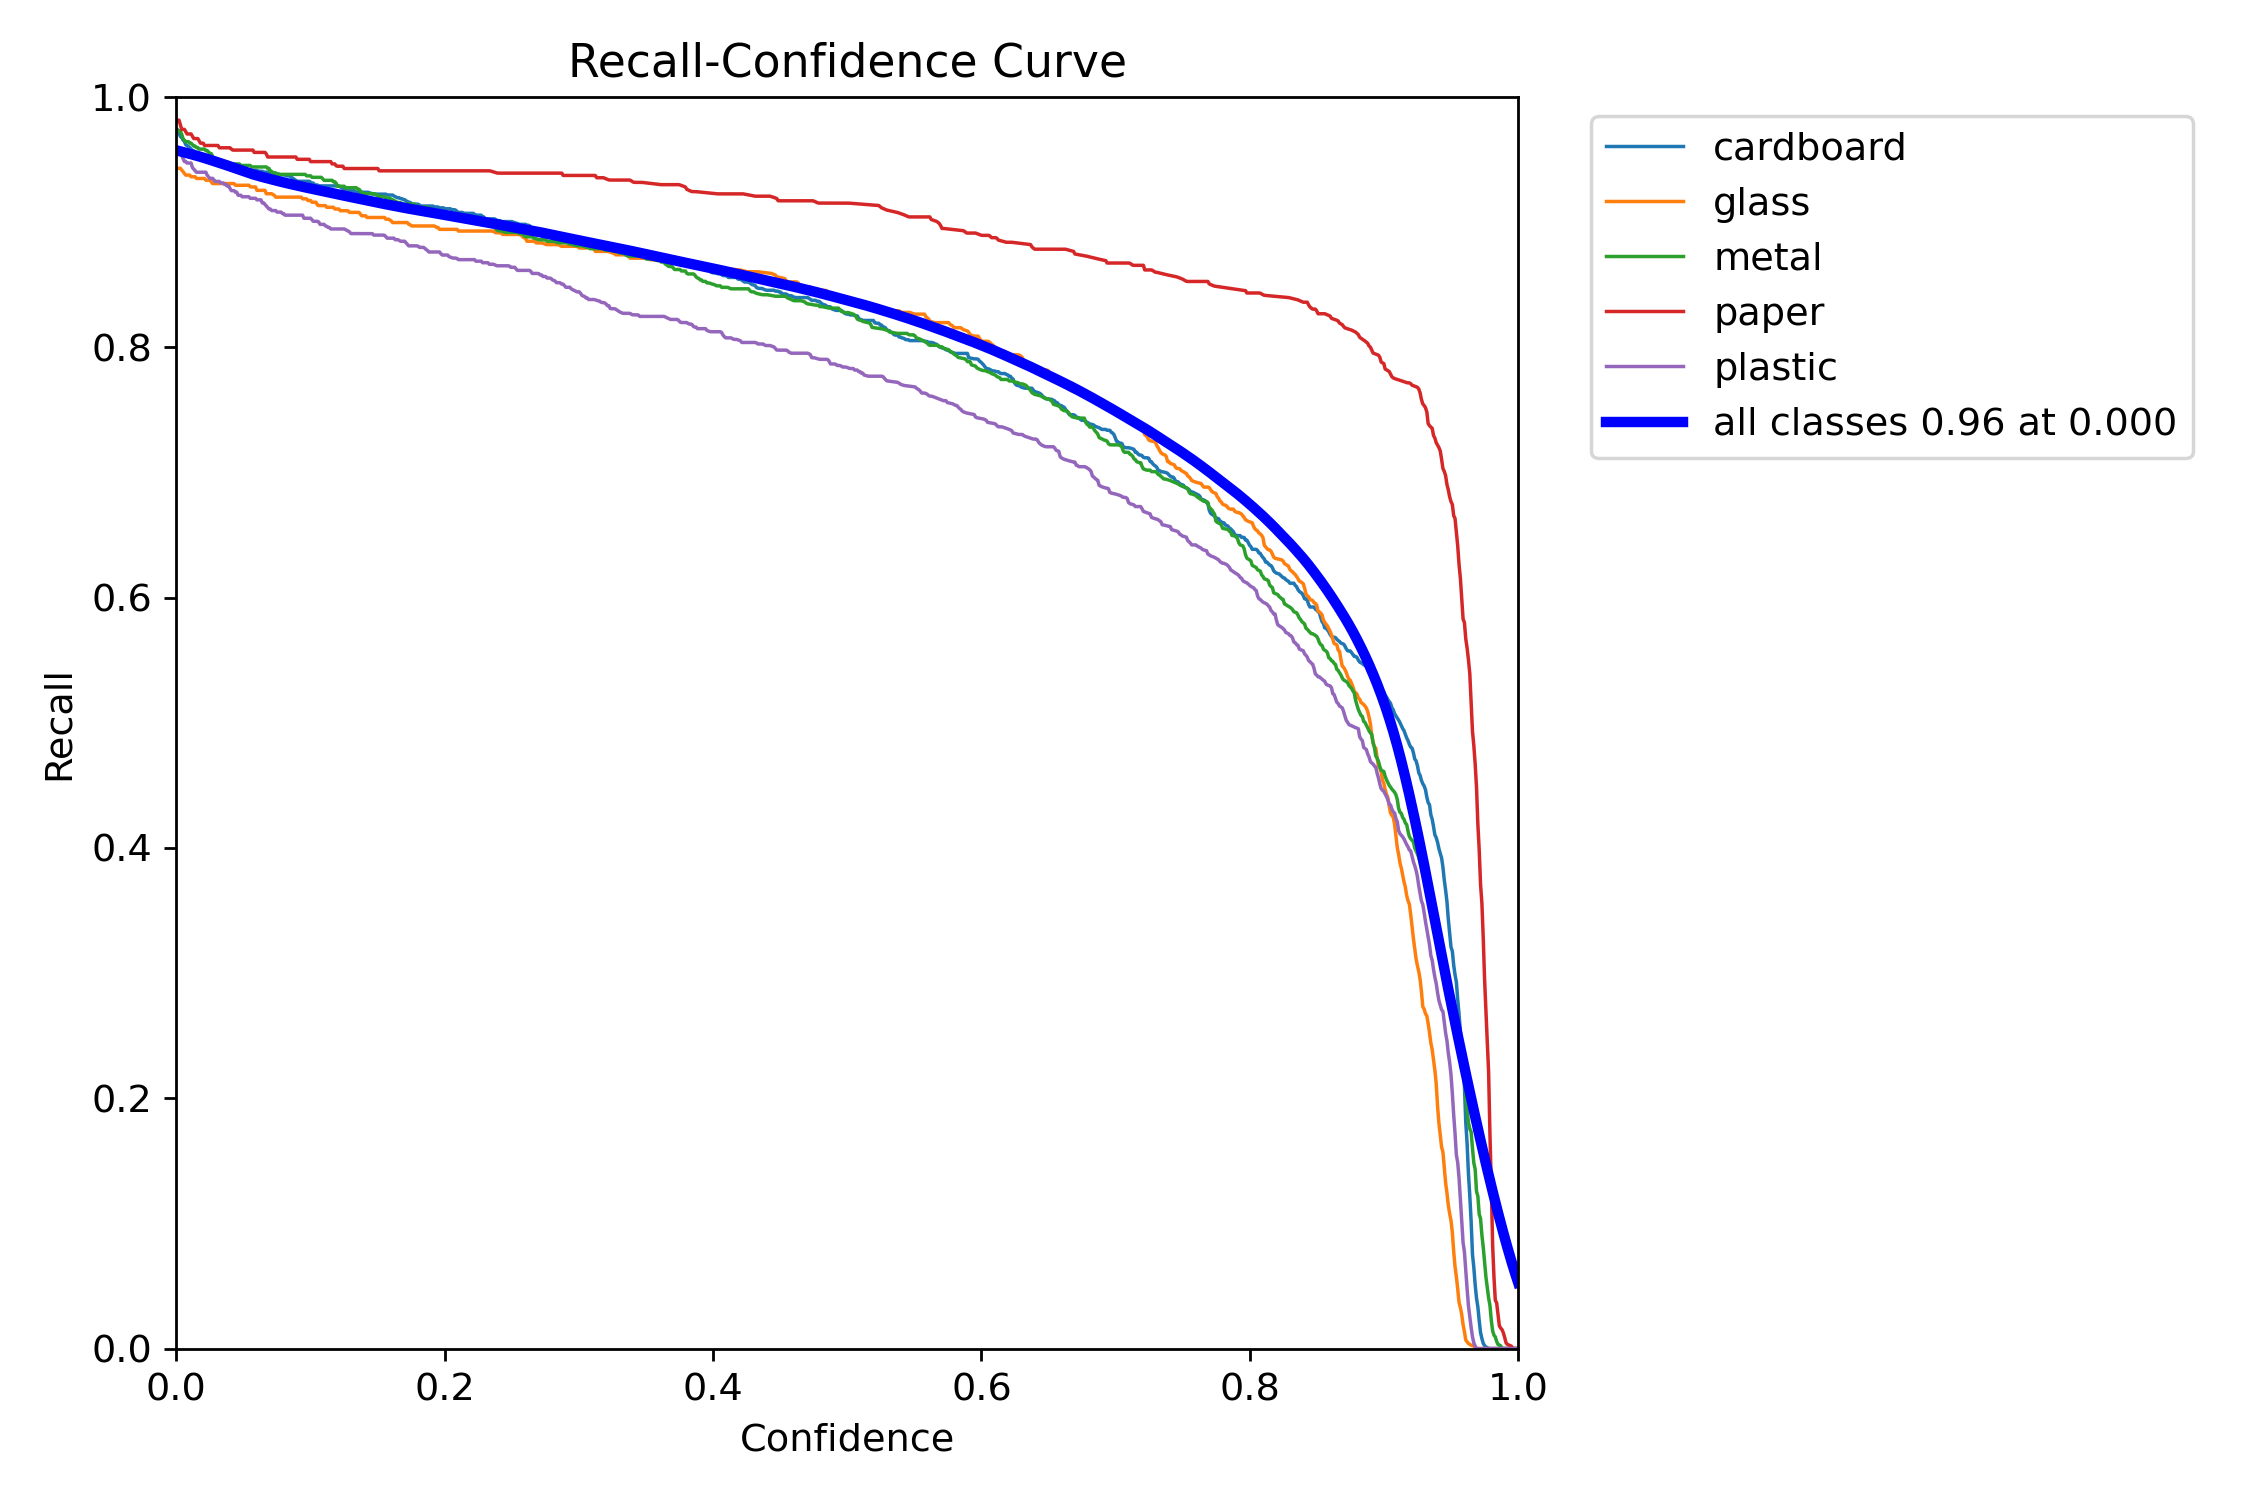 Recall-Confidence Curve
1.0
0.8
0.6
0.4
0.2
0.0
Recall
0.0 0.2 0.4 0.6 0.8 1.0
Confidence
cardboard
glass
metal
paper
plastic
all classes 0.96 at 0.000